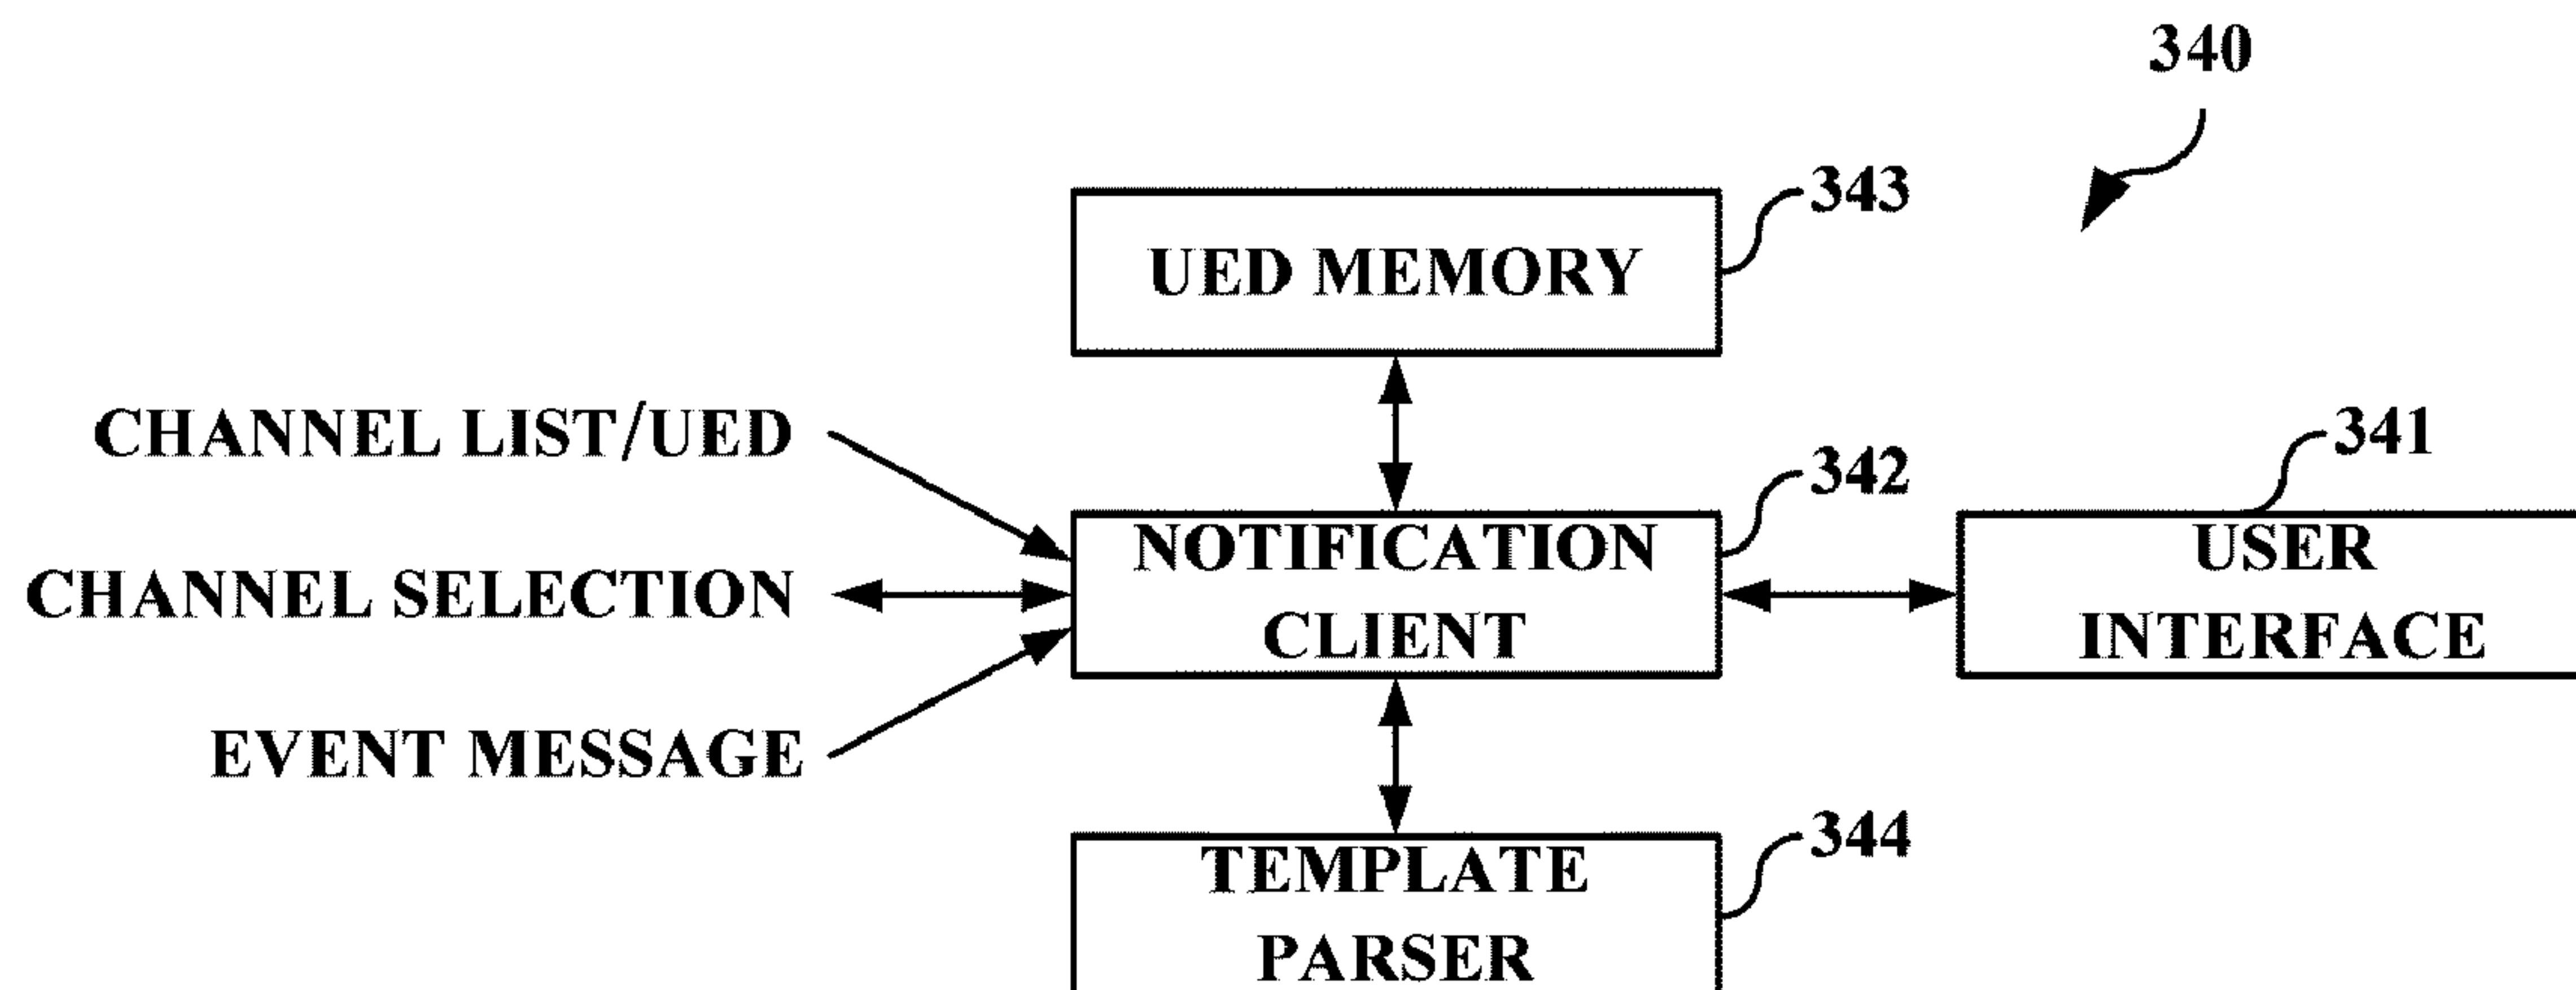 340
343
UED MEMORY
CHANNEL LIST/UED
341
342
NOTIFICATION
CLIENT
USER
INTERFACE
CHANNEL SELECTION
EVENT MESSAGE
344
TEMPLATE
PARSER